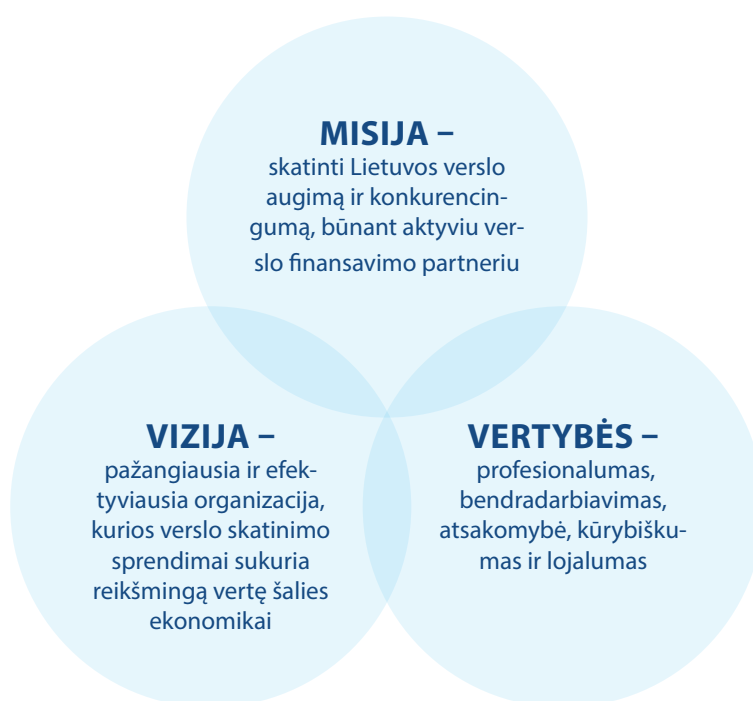 MISIJA –
skatinti Lietuvos verslo
augimą ir konkurencin-
gumą, būnant aktyviu ver-
slo finansavimo partneriu
VIZIJA –
pažangiausia ir efek-
tyviausia organizacija,
kurios verslo skatinimo
sprendimai sukuria
reikšmingą vertę šalies
ekonomikai
VERTYBĖS –
profesionalumas,
bendradarbiavimas,
atsakomybė, kūrybišku-
mas ir lojalumas